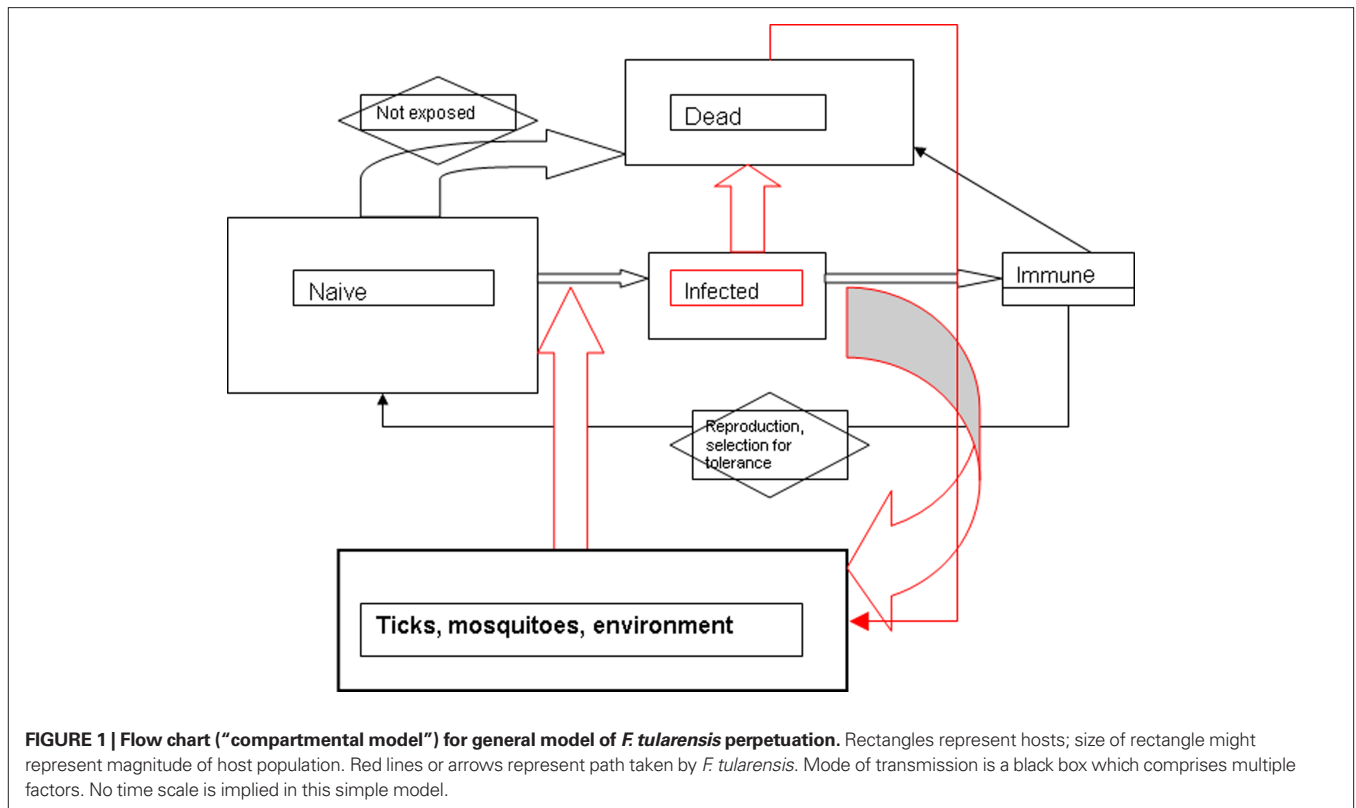 Not exposed
Dead
Naive
Infected
Immune
Reproduction,
selection for
tolerance
Ticks, mosquitoes, environment
FIGURE 1 | Flow chart ("compartmental model") for general model of F. tularensis perpetuation. Rectangles represent hosts; size of rectangle might
represent magnitude of host population. Red lines or arrows represent path taken by F. tularensis. Mode of transmission is a black box which comprises multiple
factors. No time scale is implied in this simple model.